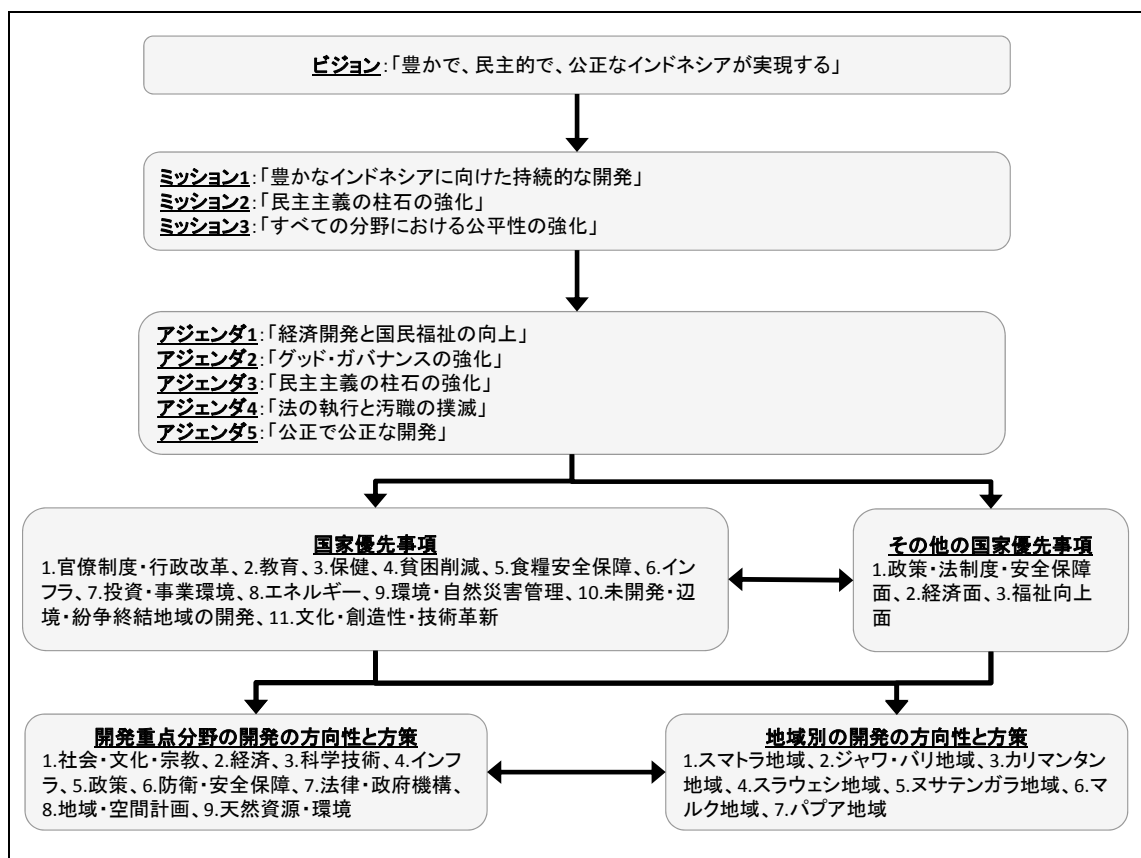 ビジョン：「豊かで、民主的で、公正なインドネシアが実現する」
ミッション1：「豊かなインドネシアに向けた持続的な開発」
ミッション2：「民主主義の柱石の強化」
ミッション3：「すべての分野における公平性の強化」
アジェンダ1：「経済開発と国民福祉の向上」
アジェンダ2：「グッド・ガバナンスの強化」
アジェンダ3：「民主主義の柱石の強化」
アジェンダ4：「法の執行と汚職の撲滅」
アジェンダ5：「公正で公正な開発」
国家優先事項
1.官僚制度・行政改革、2.教育、3.保健、4.貧困削減、5.食糧安全保障、6.イン
フラ、7.投資・事業環境、8.エネルギー、9.環境・自然災害管理、10.未開発・辺
境・紛争終結地域の開発、11.文化・創造性・技術革新
その他の国家優先事項
1.政策・法制度・安全保障
面、2.経済面、3.福祉向上
面
開発重点分野の開発の方向性と方策
1.社会・文化・宗教、2.経済、3.科学技術、4.インフ
ラ、5.政策、6.防衛・安全保障、7.法律・政府機構、
8.地域・空間計画、9.天然資源・環境
地域別の開発の方向性と方策
1.スマトラ地域、2.ジャワ・バリ地域、3.カリマンタン
地域、4.スラウェシ地域、5.ヌサテンガラ地域、6.マ
ルク地域、7.パプア地域